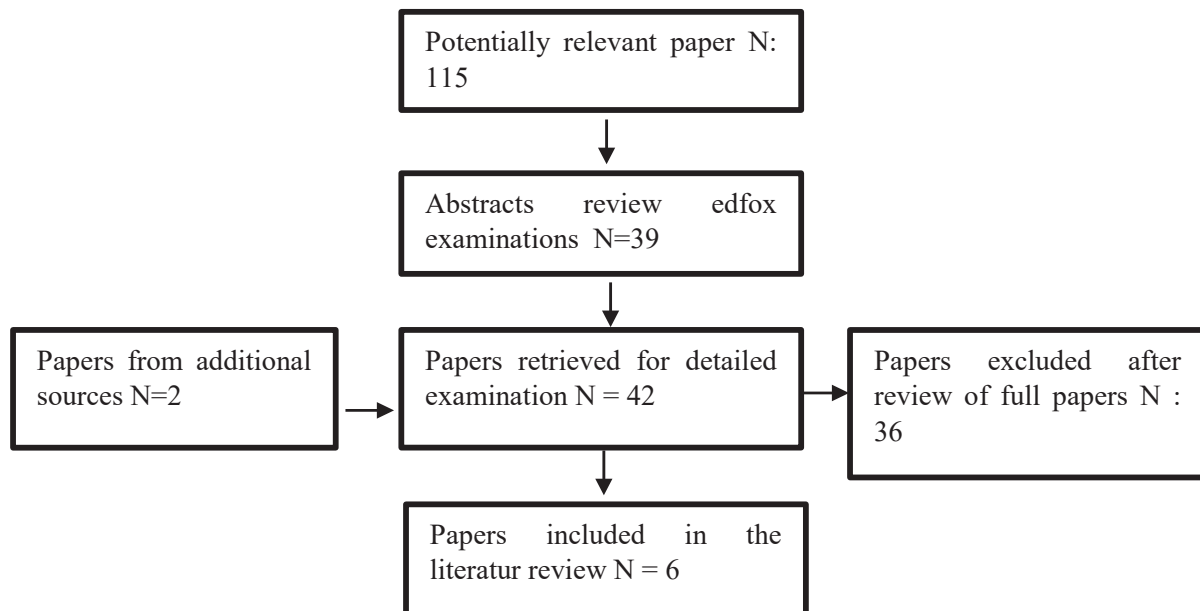 Potentially relevant paper N:
115
Abstracts review edfox
examinations N=39
Papers from additional
sources N=2
Papers retrieved for detailed
examination N = 42
Papers excluded after
review of full papers N :
36
Papers included in the
literatur review N = 6